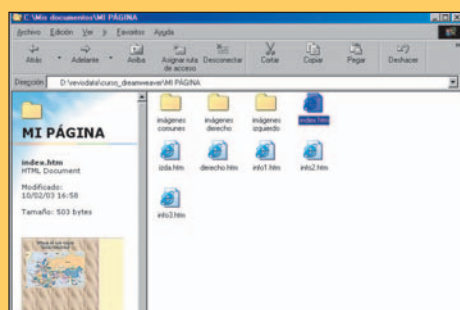 C:\Mis documentos\MI PÁGINA
Archivo Edición Ver Ir Favoritos Ayuda
Atrás Adelante Arriba Asignar ruta de acceso Desconectar Cortar Copiar Pegar Deshacer
Dirección D:\vevidata\curso_dreamweaver\MI PÁGINA
MI PÁGINA
index.htm
HTML Document
Modificado:
10/02/03 16:58
Tamaño: 503 bytes
imágenes comunes
imágenes derecho
imágenes izquierdo
index.htm
izda.htm
derecho.htm
info1.htm
info2.htm
info3.htm